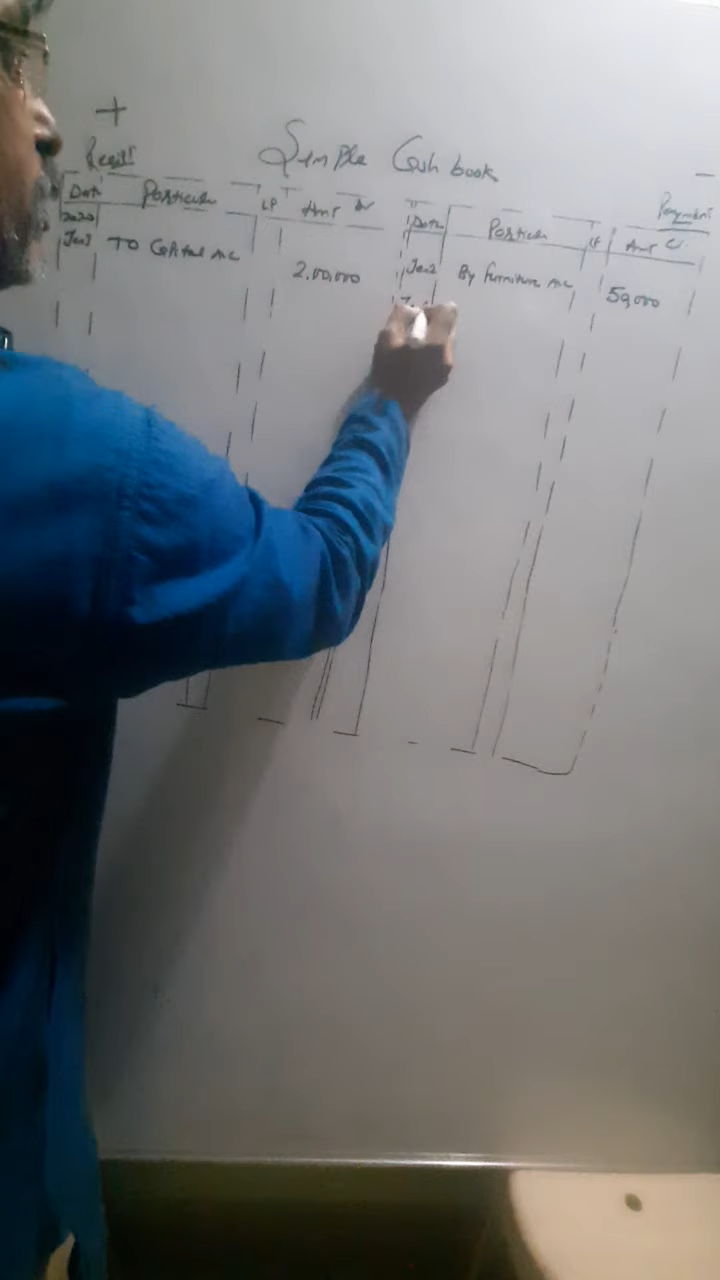 +
Simple Cash book
-
Receipt
Payment
Date Particular LF Amt Dr Date Particular LF Amt Cr
2020
Jan 1 To Capital A/c 2.00,000 Jan 2 By furniture A/c 50,000